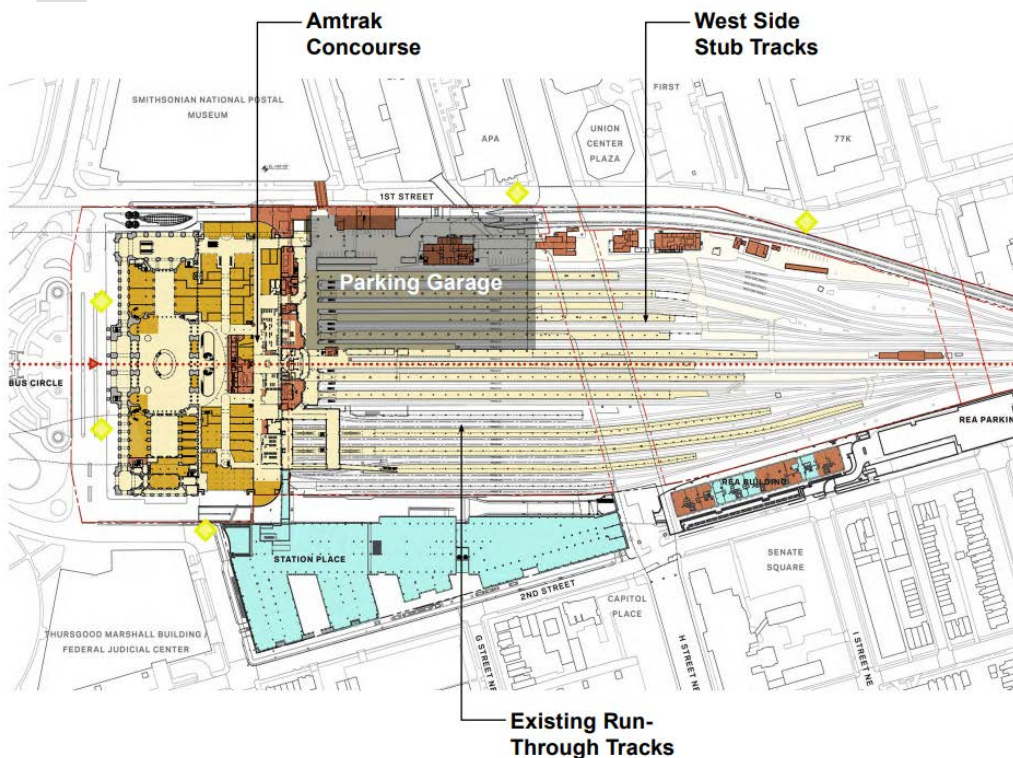 Amtrak
Concourse
West Side
Stub Tracks
SMITHSONIAN NATIONAL POSTAL
MUSEUM
APA
UNION
CENTER
PLAZA
FIRST
77K
1ST STREET
Parking Garage
BUS CIRCLE
REA PARKIN
REA BUILDING
STATION PLACE
2ND STREET
SENATE
SQUARE
CAPITOL
PLACE
THURSGOOD MARSHALL BUILDING /
FEDERAL JUDICIAL CENTER
G STREET NE
H STREET NE
I STREET NE
Existing Run-
Through Tracks